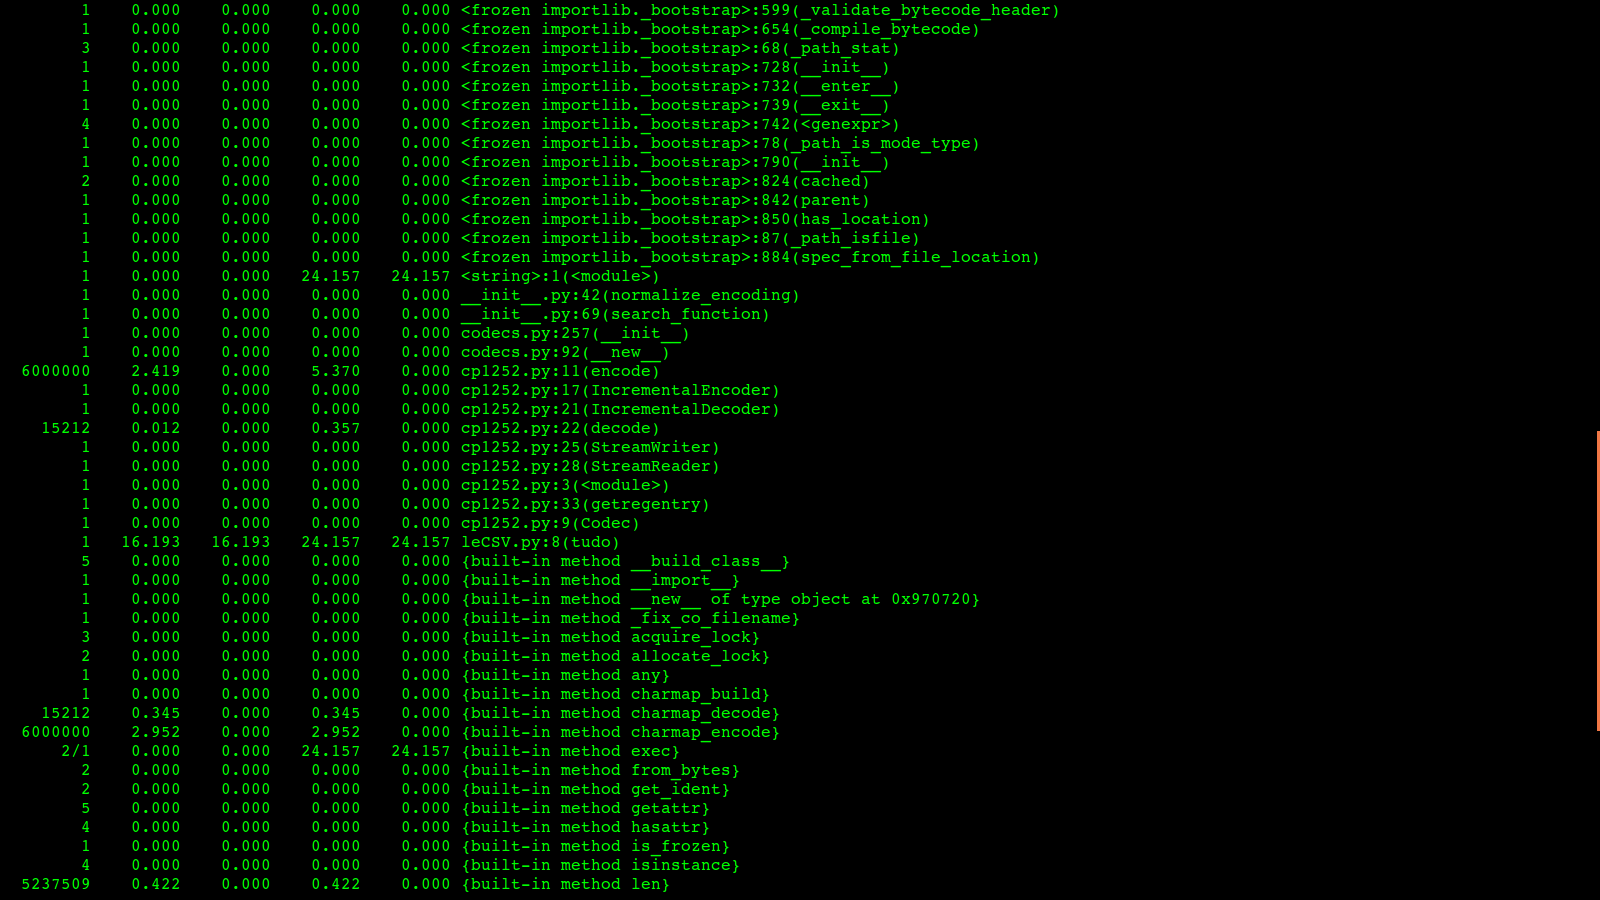 1 0.000 0.000 0.000 0.000 <frozen importlib._bootstrap>:599(_validate_bytecode_header)
1 0.000 0.000 0.000 0.000 <frozen importlib._bootstrap>:654(_compile_bytecode)
3 0.000 0.000 0.000 0.000 <frozen importlib._bootstrap>:68(_path_stat)
1 0.000 0.000 0.000 0.000 <frozen importlib._bootstrap>:728(__init__)
1 0.000 0.000 0.000 0.000 <frozen importlib._bootstrap>:732(__enter__)
1 0.000 0.000 0.000 0.000 <frozen importlib._bootstrap>:739(__exit__)
4 0.000 0.000 0.000 0.000 <frozen importlib._bootstrap>:742(<genexpr>)
1 0.000 0.000 0.000 0.000 <frozen importlib._bootstrap>:78(_path_is_mode_type)
1 0.000 0.000 0.000 0.000 <frozen importlib._bootstrap>:790(__init__)
2 0.000 0.000 0.000 0.000 <frozen importlib._bootstrap>:824(cached)
1 0.000 0.000 0.000 0.000 <frozen importlib._bootstrap>:842(parent)
1 0.000 0.000 0.000 0.000 <frozen importlib._bootstrap>:850(has_location)
1 0.000 0.000 0.000 0.000 <frozen importlib._bootstrap>:87(_path_isfile)
1 0.000 0.000 0.000 0.000 <frozen importlib._bootstrap>:884(spec_from_file_location)
1 0.000 0.000 24.157 24.157 <string>:1(<module>)
1 0.000 0.000 0.000 0.000 __init__.py:42(normalize_encoding)
1 0.000 0.000 0.000 0.000 __init__.py:69(search_function)
1 0.000 0.000 0.000 0.000 codecs.py:257(__init__)
1 0.000 0.000 0.000 0.000 codecs.py:92(__new__)
6000000 2.419 0.000 5.370 0.000 cp1252.py:11(encode)
1 0.000 0.000 0.000 0.000 cp1252.py:17(IncrementalEncoder)
1 0.000 0.000 0.000 0.000 cp1252.py:21(IncrementalDecoder)
15212 0.012 0.000 0.357 0.000 cp1252.py:22(decode)
1 0.000 0.000 0.000 0.000 cp1252.py:25(StreamWriter)
1 0.000 0.000 0.000 0.000 cp1252.py:28(StreamReader)
1 0.000 0.000 0.000 0.000 cp1252.py:3(<module>)
1 0.000 0.000 0.000 0.000 cp1252.py:33(getregentry)
1 0.000 0.000 0.000 0.000 cp1252.py:9(Codec)
1 16.193 16.193 24.157 24.157 leCSV.py:8(tudo)
5 0.000 0.000 0.000 0.000 {built-in method __build_class__}
1 0.000 0.000 0.000 0.000 {built-in method __import__}
1 0.000 0.000 0.000 0.000 {built-in method __new__ of type object at 0x970720}
1 0.000 0.000 0.000 0.000 {built-in method _fix_co_filename}
3 0.000 0.000 0.000 0.000 {built-in method acquire_lock}
2 0.000 0.000 0.000 0.000 {built-in method allocate_lock}
1 0.000 0.000 0.000 0.000 {built-in method any}
1 0.000 0.000 0.000 0.000 {built-in method charmap_build}
15212 0.345 0.000 0.345 0.000 {built-in method charmap_decode}
6000000 2.952 0.000 2.952 0.000 {built-in method charmap_encode}
2/1 0.000 0.000 24.157 24.157 {built-in method exec}
2 0.000 0.000 0.000 0.000 {built-in method from_bytes}
2 0.000 0.000 0.000 0.000 {built-in method get_ident}
5 0.000 0.000 0.000 0.000 {built-in method getattr}
4 0.000 0.000 0.000 0.000 {built-in method hasattr}
1 0.000 0.000 0.000 0.000 {built-in method is_frozen}
4 0.000 0.000 0.000 0.000 {built-in method isinstance}
5237509 0.422 0.000 0.422 0.000 {built-in method len}